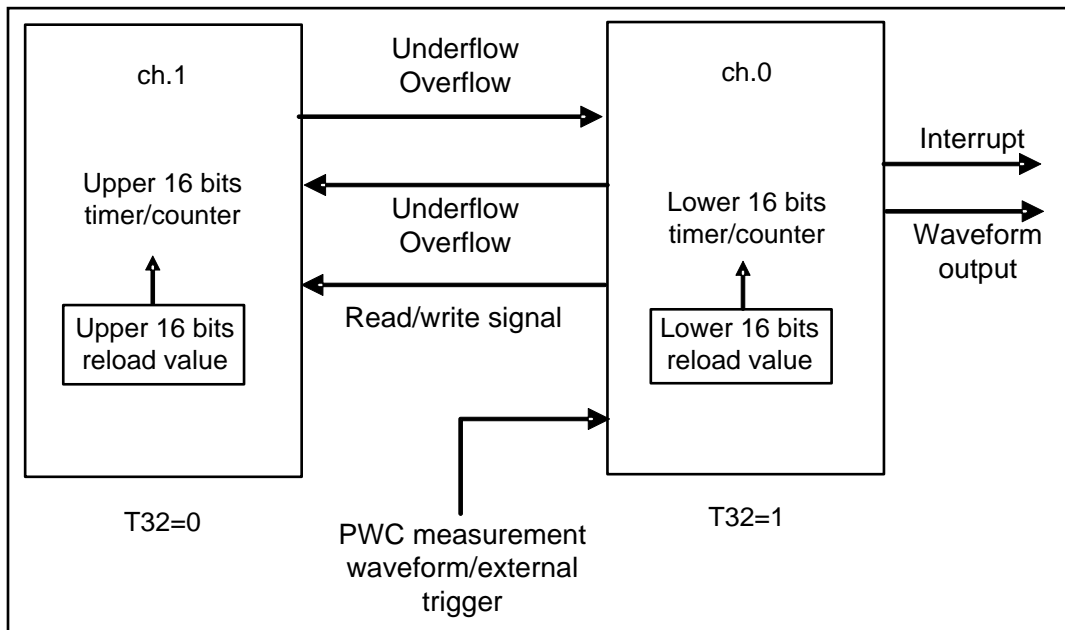 ch.1
Upper 16 bits
timer/counter
Upper 16 bits
reload value
T32=0
Underflow
Overflow
Underflow
Overflow
Read/write signal
PWC measurement
waveform/external
trigger
ch.0
Lower 16 bits
timer/counter
Lower 16 bits
reload value
T32=1
Interrupt
Waveform
output